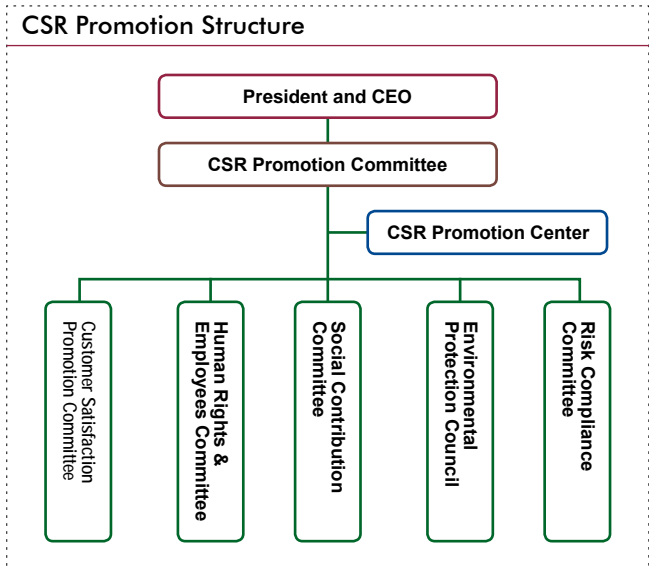 CSR Promotion Structure
President and CEO
CSR Promotion Committee
CSR Promotion Center
Customer Satisfaction
Promotion Committee
Human Rights &
Employees Committee
Social Contribution
Committee
Environmental
Protection Council
Risk Compliance
Committee